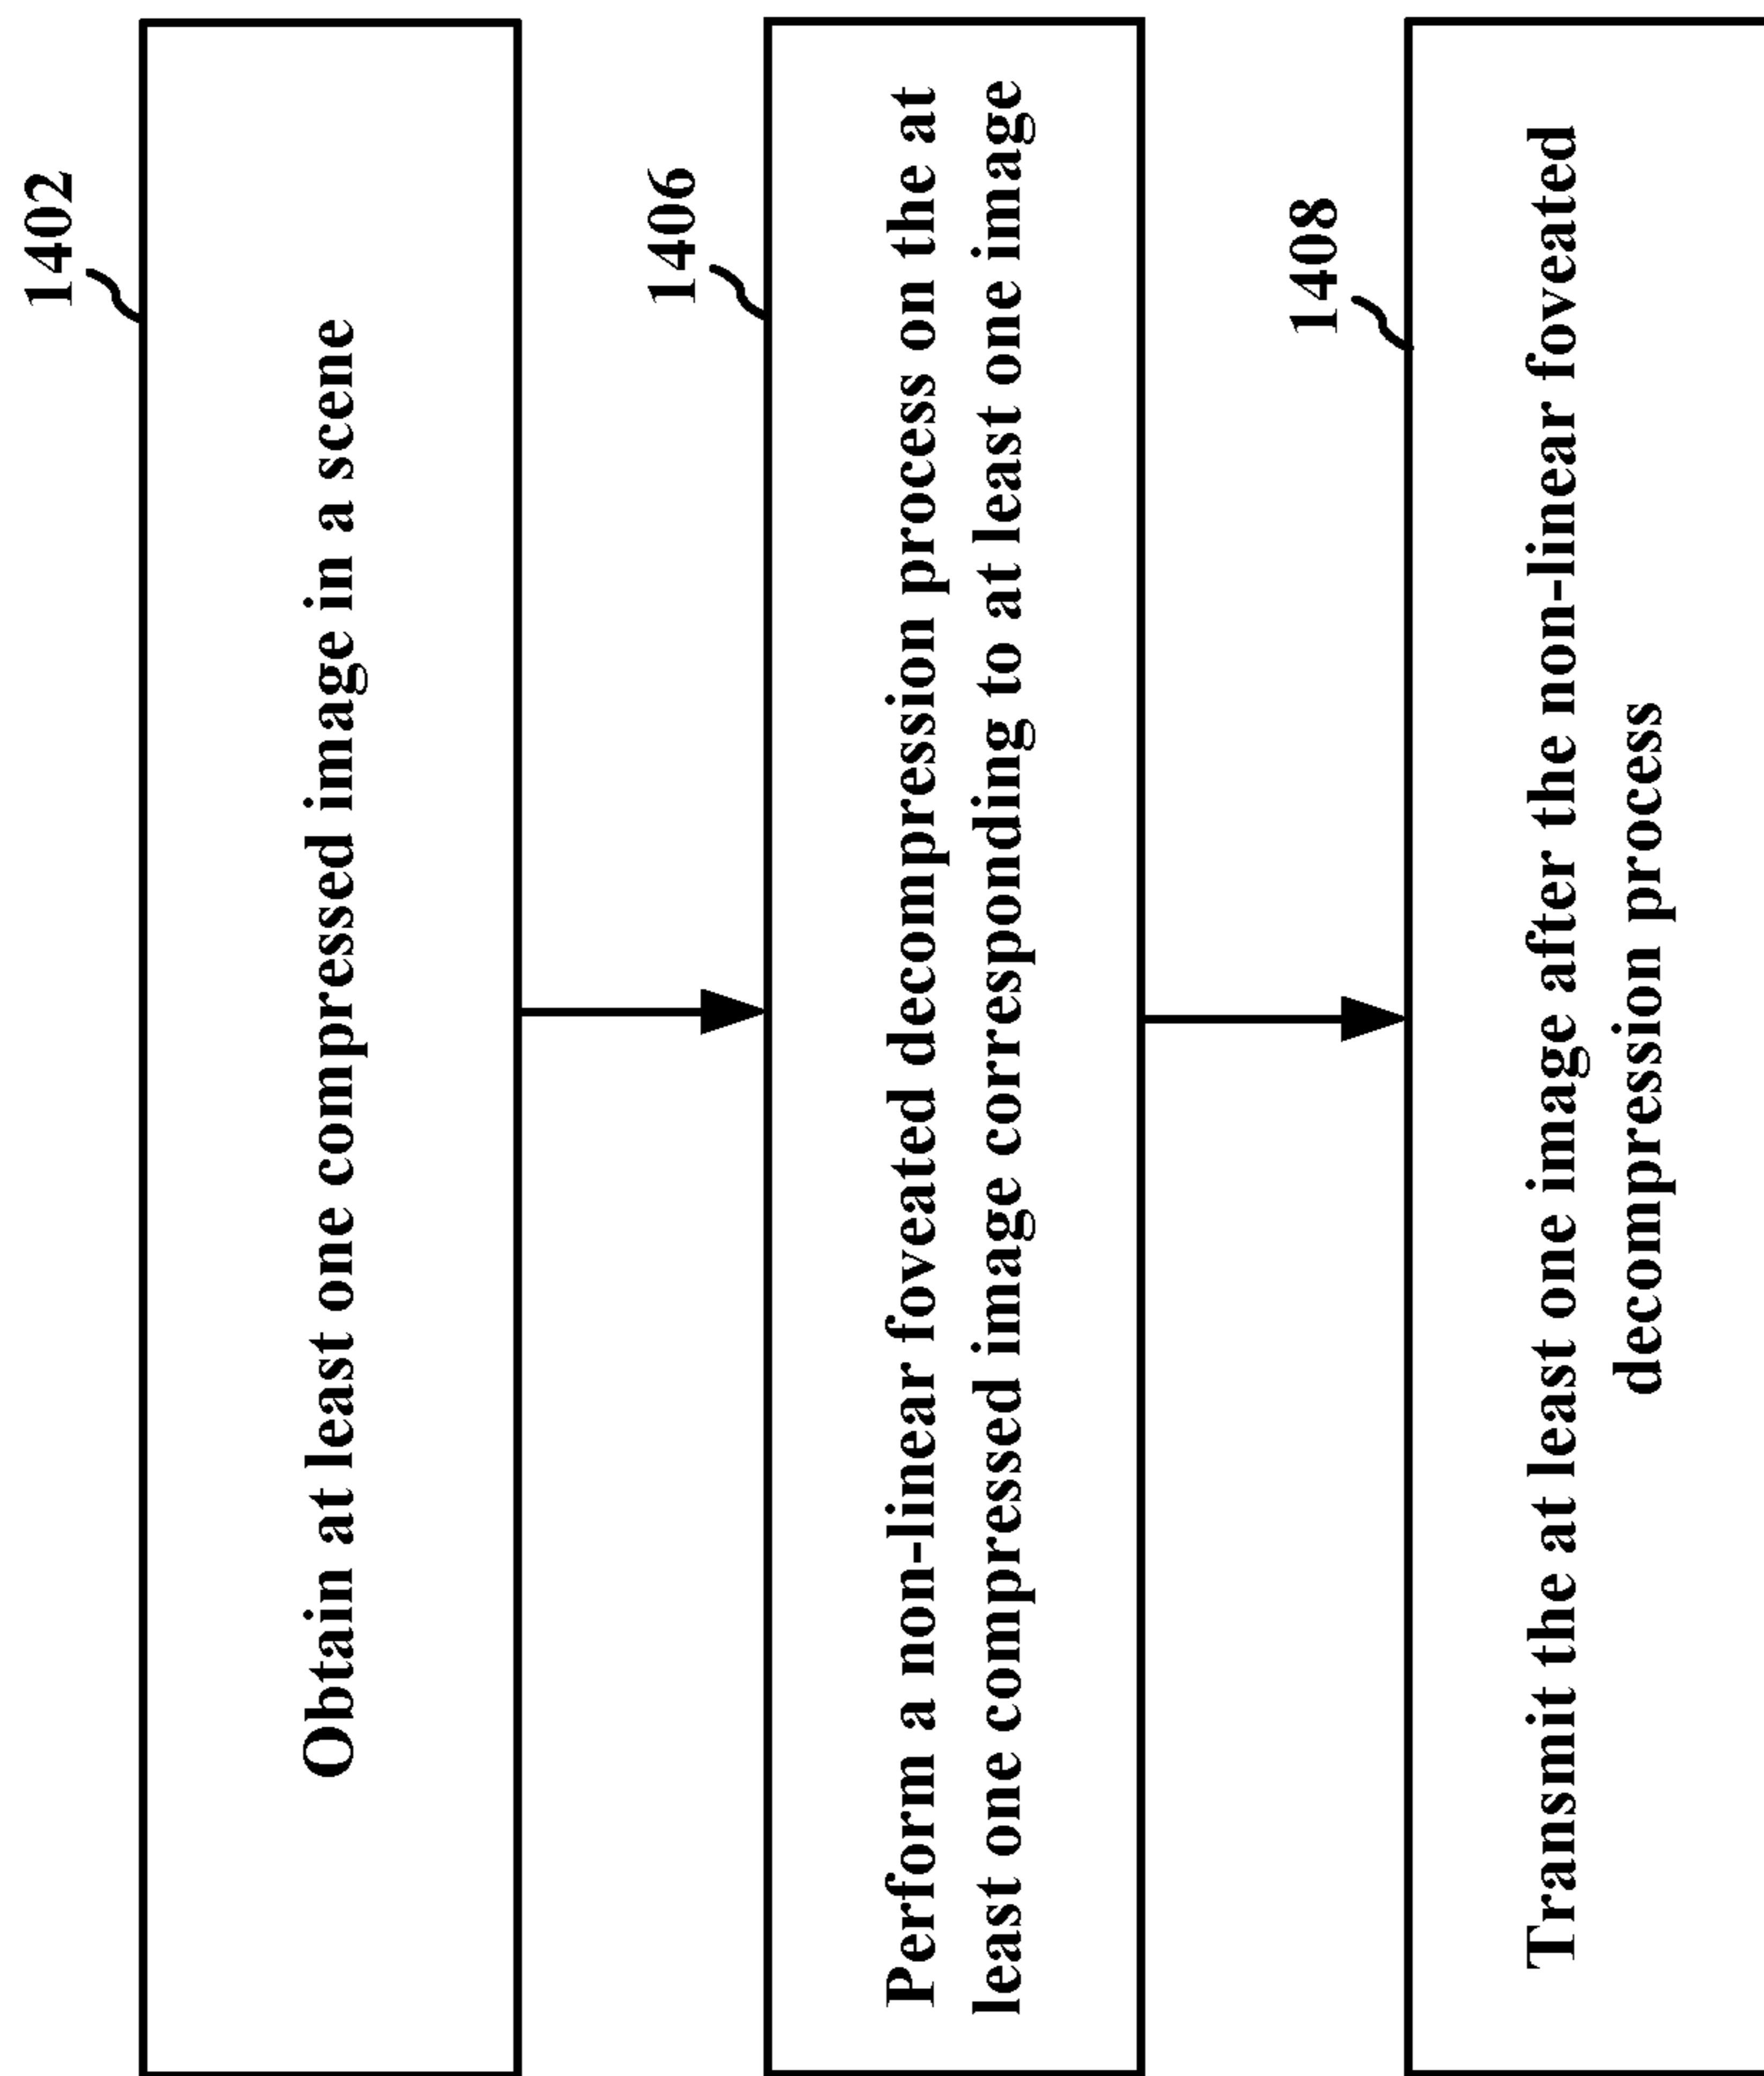 1402
Obtain at least one compressed image in a scene
1406
Perform a non-linear foveated decompression process on the at
least one compressed image corresponding to at least one image
1408
Transmit the at least one image after the non-linear foveated
decompression process